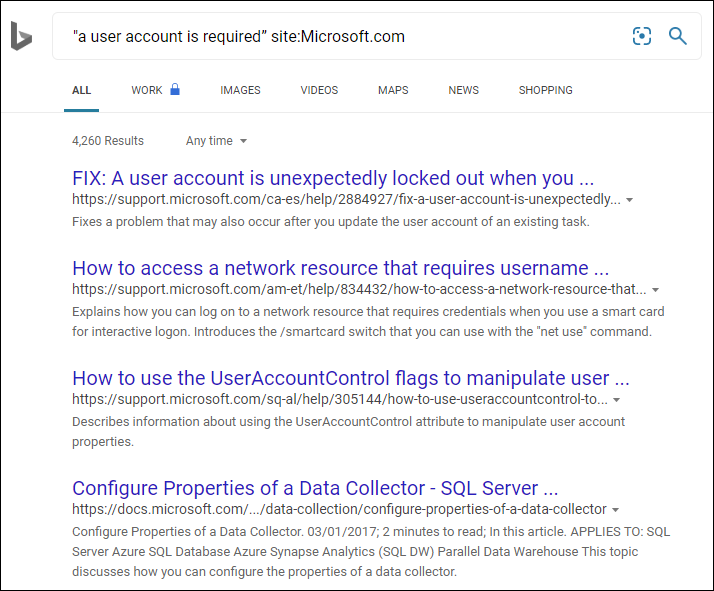 "a user account is required” site:Microsoft.com
ALL WORK IMAGES VIDEOS MAPS NEWS SHOPPING
4,260 Results Any time
FIX: A user account is unexpectedly locked out when you ...
https://support.microsoft.com/ca-es/help/2884927/fix-a-user-account-is-unexpectedly...
Fixes a problem that may also occur after you update the user account of an existing task.
How to access a network resource that requires username ...
https://support.microsoft.com/am-et/help/834432/how-to-access-a-network-resource-that...
Explains how you can log on to a network resource that requires credentials when you use a smart card
for interactive logon. Introduces the /smartcard switch that you can use with the "net use" command.
How to use the UserAccountControl flags to manipulate user ...
https://support.microsoft.com/sq-al/help/305144/how-to-use-useraccountcontrol-to...
Describes information about using the UserAccountControl attribute to manipulate user account
properties.
Configure Properties of a Data Collector - SQL Server ...
https://docs.microsoft.com/.../data-collection/configure-properties-of-a-data-collector
Configure Properties of a Data Collector. 03/01/2017; 2 minutes to read; In this article. APPLIES TO: SQL
Server Azure SQL Database Azure Synapse Analytics (SQL DW) Parallel Data Warehouse This topic
discusses how you can configure the properties of a data collector.